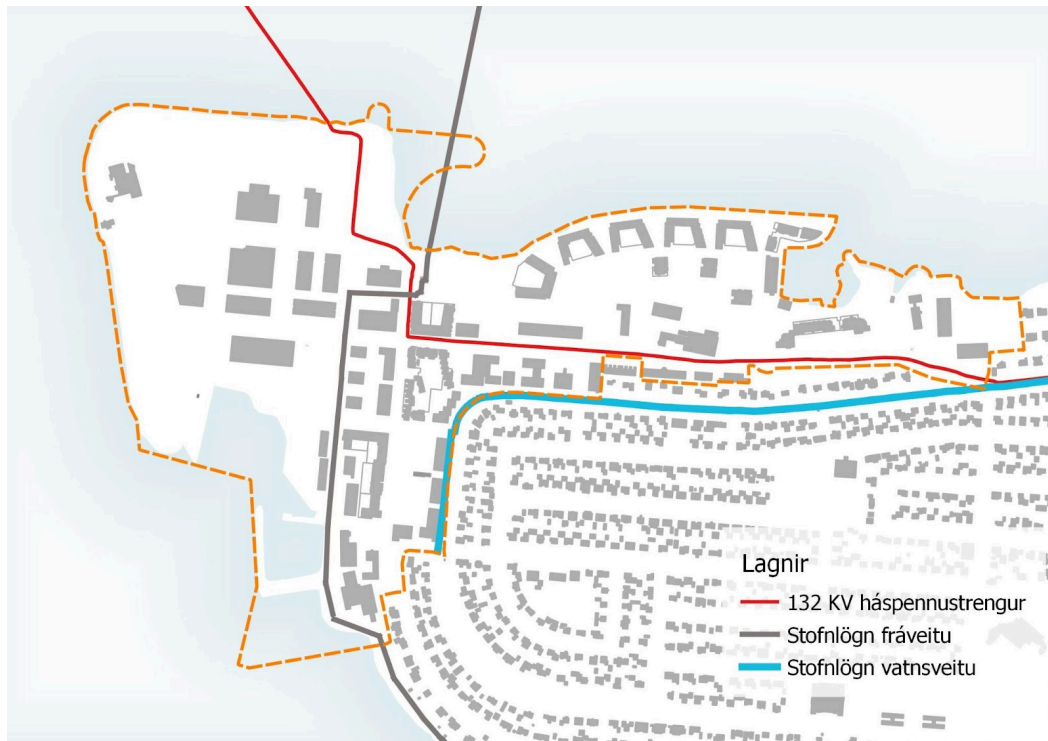 Lagnir
132 KV háspennustrengur
Stofnlögn fráveitu
Stofnlögn vatnsveitu